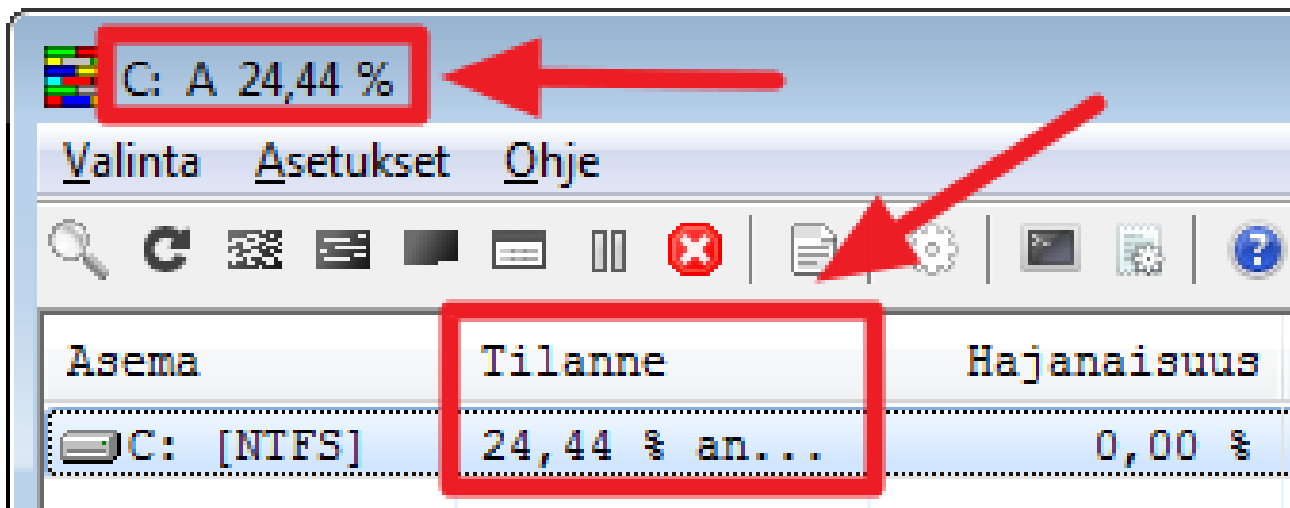 C: A 24,44 %
Valinta Asetukset Ohje
Asema Tilanne Hajanaisuus
C: [NTFS] 24,44 % an... 0,00 %